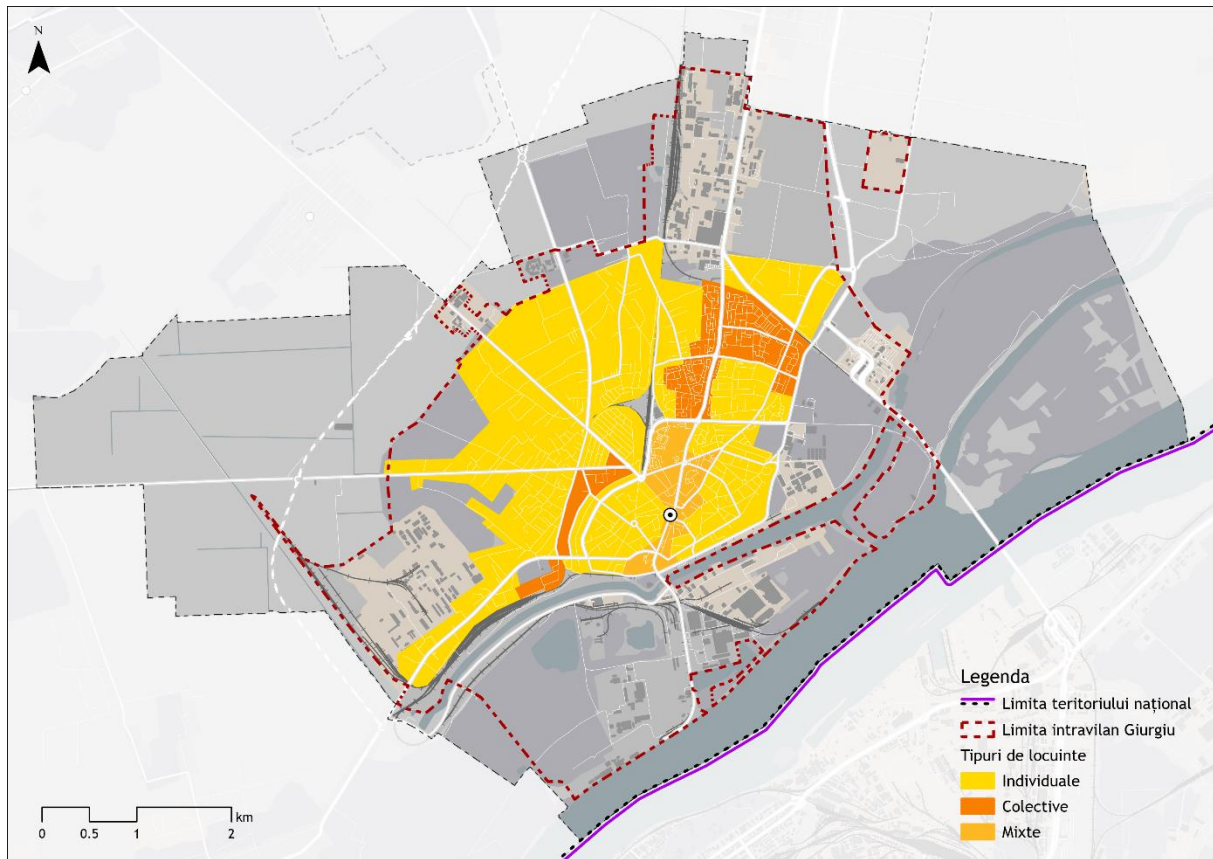 N
Legenda
Limita teritoriului național
Limita intravilan Giurgiu
Tipuri de locuinte
Individuale
Colective
Mixte
km
0 0.5 1 2